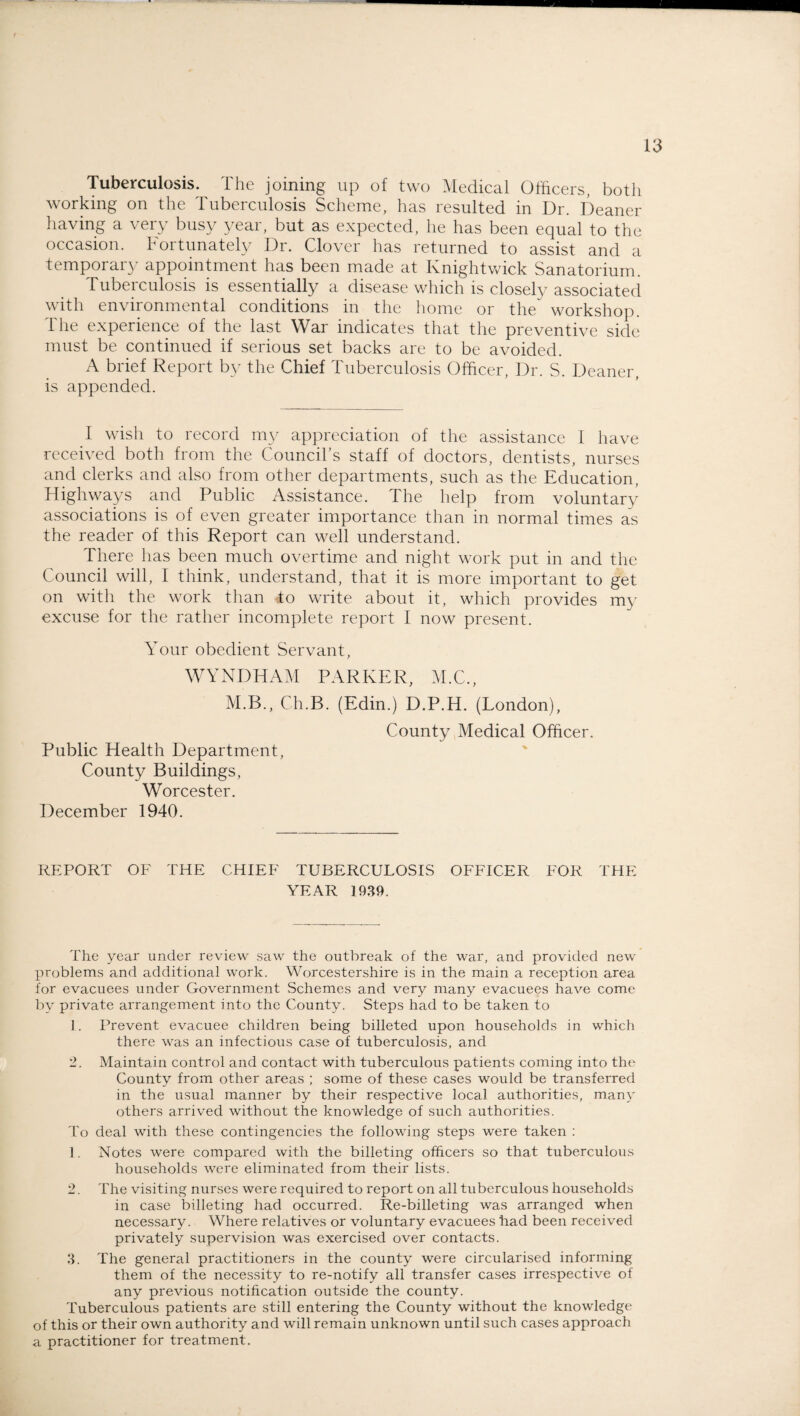 13
Tuberculosis. The joining up of two Medical Officers, both
working on the Tuberculosis Scheme, has resulted in Dr. Deaner
having a very busy year, but as expected, he has been equal to the
occasion. Fortunately Dr. Clover has returned to assist and a
temporary appointment has been made at Knightwick Sanatorium.
Tuberculosis is essentially a disease which is closely associated
with environmental conditions in the home or the workshop.
The experience of the last War indicates that the preventive side
must be continued if serious set backs are to be avoided.
A brief Report by the Chief Tuberculosis Officer, Dr. S. Deaner,
is appended.
I wish to record my appreciation of the assistance I have
received both from the Council's staff of doctors, dentists, nurses
and clerks and also from other departments, such as the Education,
Highways and Public Assistance. The help from voluntary
associations is of even greater importance than in normal times as
the reader of this Report can well understand.
There has been much overtime and night work put in and the
Council will, I think, understand, that it is more important to get
on with the work than to write about it, which provides my
excuse for the rather incomplete report I now present.
Your obedient Servant,
WYNDHAM PARKER, M.C.,
M.B., Ch.B. (Edin.) D.P.H. (London),
County Medical Officer.
Public Health Department,
County Buildings,
Worcester.
December 1940.
REPORT OF THE CHIEF TUBERCULOSIS OFFICER FOR THE
YEAR 1939.
The year under review saw the outbreak of the war, and provided new
problems and additional work. Worcestershire is in the main a reception area
for evacuees under Government Schemes and very many evacuees have come
by private arrangement into the County. Steps had to be taken to
1. Prevent evacuee children being billeted upon households in which
there was an infectious case of tuberculosis, and
2. Maintain control and contact with tuberculous patients coming into the
County from other areas ; some of these cases would be transferred
in the usual manner by their respective local authorities, many
others arrived without the knowledge of such authorities.
To deal with these contingencies the following steps were taken :
1. Notes were compared with the billeting officers so that tuberculous
households were eliminated from their lists.
2. The visiting nurses were required to report on all tuberculous households
in case billeting had occurred. Re-billeting was arranged when
necessary. Where relatives or voluntary evacuees had been received
privately supervision was exercised over contacts.
3. The general practitioners in the county were circularised informing
them of the necessity to re-notify all transfer cases irrespective of
any previous notification outside the county.
Tuberculous patients are still entering the County without the knowledge
of this or their own authority and will remain unknown until such cases approach
a practitioner for treatment.